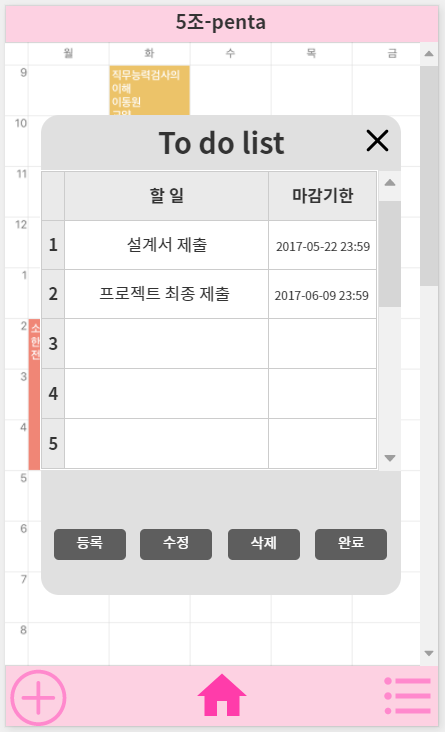 5조-penta
월 화 수 목 금
9
직무능력검사의
이해
이동원
10
To do list
11
할 일 마감기한
12
1 설계서 제출 2017-05-22 23:59
1
2 프로젝트 최종 제출 2017-06-09 23:59
2
소
한
전
3
3
4
4
5
5
6
등록 수정 삭제 완료
7
8